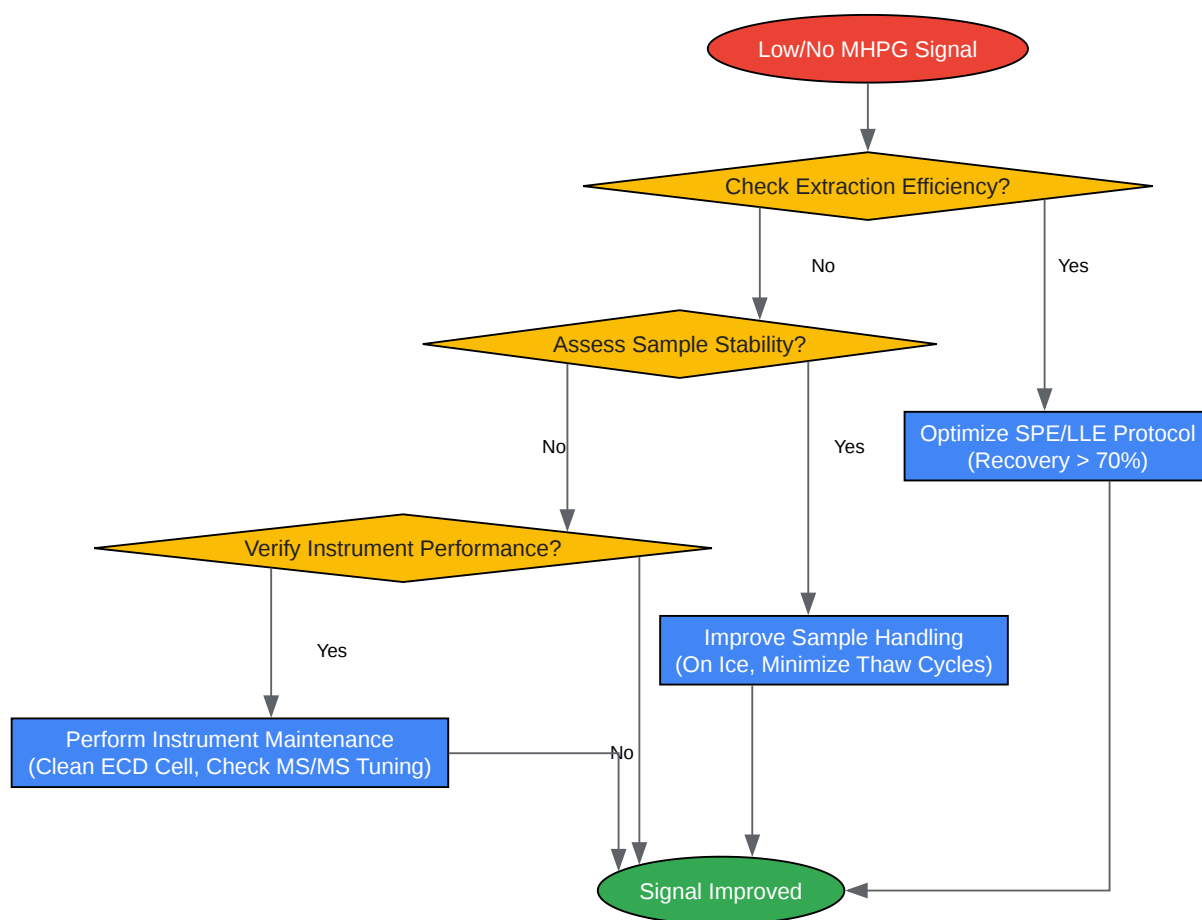 Low/No MHPG Signal
Check Extraction Efficiency?
No
Yes
Assess Sample Stability?
No
Yes
Optimize SPE/LLE Protocol
(Recovery > 70%)
Verify Instrument Performance?
Yes
No
Improve Sample Handling
(On Ice, Minimize Thaw Cycles)
Perform Instrument Maintenance
(Clean ECD Cell, Check MS/MS Tuning)
Signal Improved